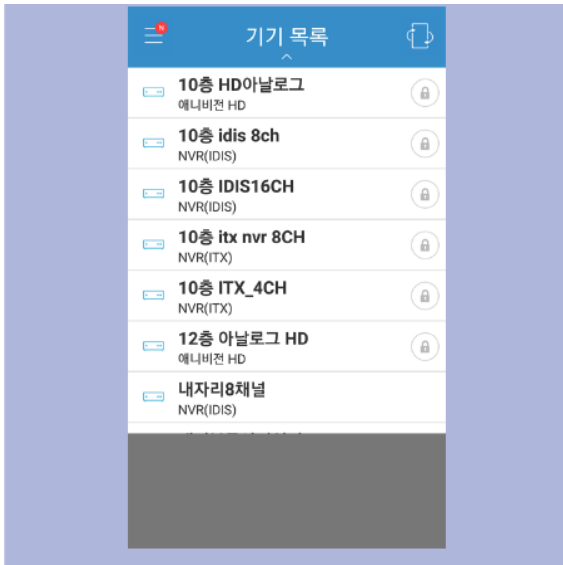 N
기기 목록
10층 HD아날로그
애니비전 HD
10층 idis 8ch
NVR(IDIS)
10층 IDIS16CH
NVR(IDIS)
10층 itx nvr 8CH
NVR(ITX)
10층 ITX_4CH
NVR(ITX)
12층 아날로그 HD
애니비전 HD
내자리8채널
NVR(IDIS)